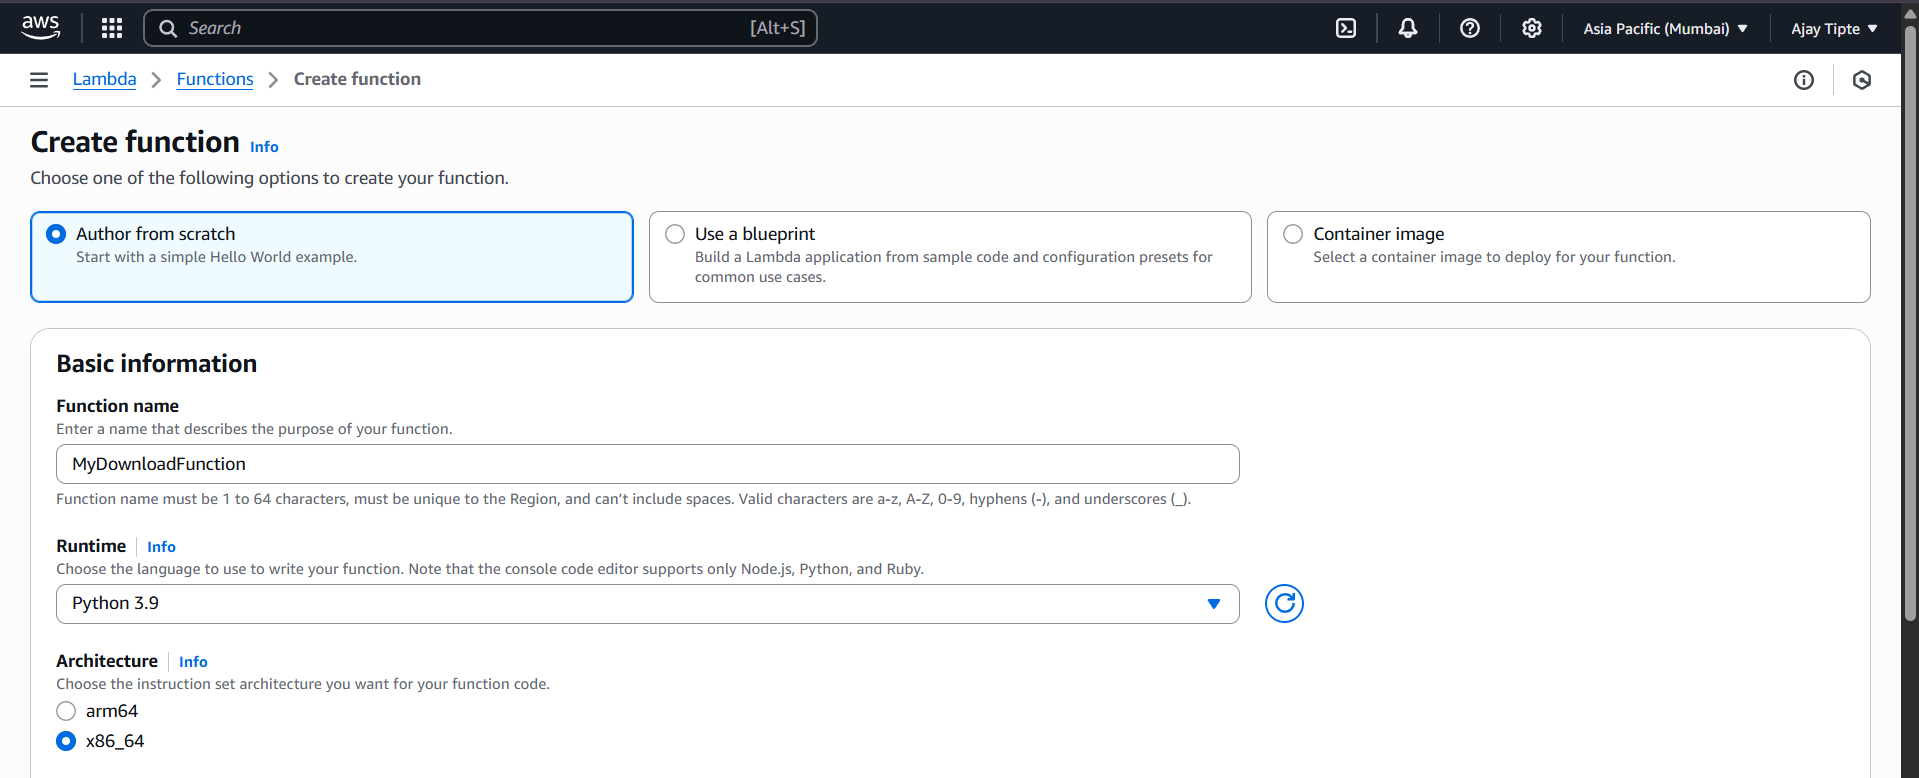 aws
Search [Alt+S]
Asia Pacific (Mumbai)
Ajay Tipte
Lambda
Functions
Create function
Create function Info
Choose one of the following options to create your function.
Author from scratch
Start with a simple Hello World example.
Use a blueprint
Build a Lambda application from sample code and configuration presets for
common use cases.
Container image
Select a container image to deploy for your function.
Basic information
Function name
Enter a name that describes the purpose of your function.
MyDownloadFunction
Function name must be 1 to 64 characters, must be unique to the Region, and can’t include spaces. Valid characters are a-z, A-Z, 0-9, hyphens (-), and underscores (_).
Runtime Info
Choose the language to use to write your function. Note that the console code editor supports only Node.js, Python, and Ruby.
Python 3.9
Architecture Info
Choose the instruction set architecture you want for your function code.
arm64
x86_64